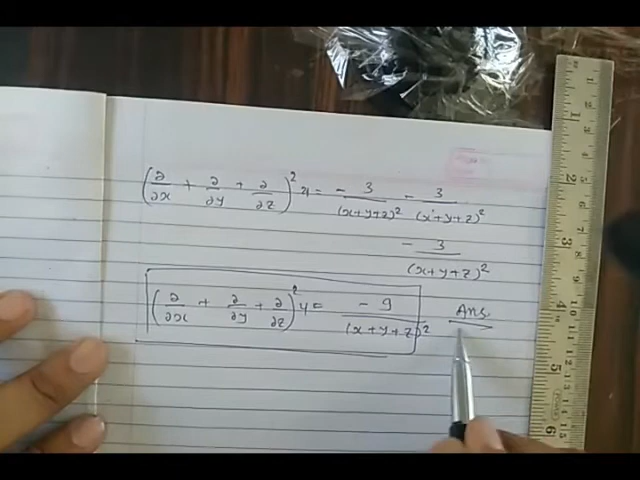 (∂/∂x + ∂/∂y + ∂/∂z)² u = - 3/(x+y+z)² - 3/(x+y+z)²
- 3/(x+y+z)²
(∂/∂x + ∂/∂y + ∂/∂z)² u = -9/(x+y+z)² Ans.